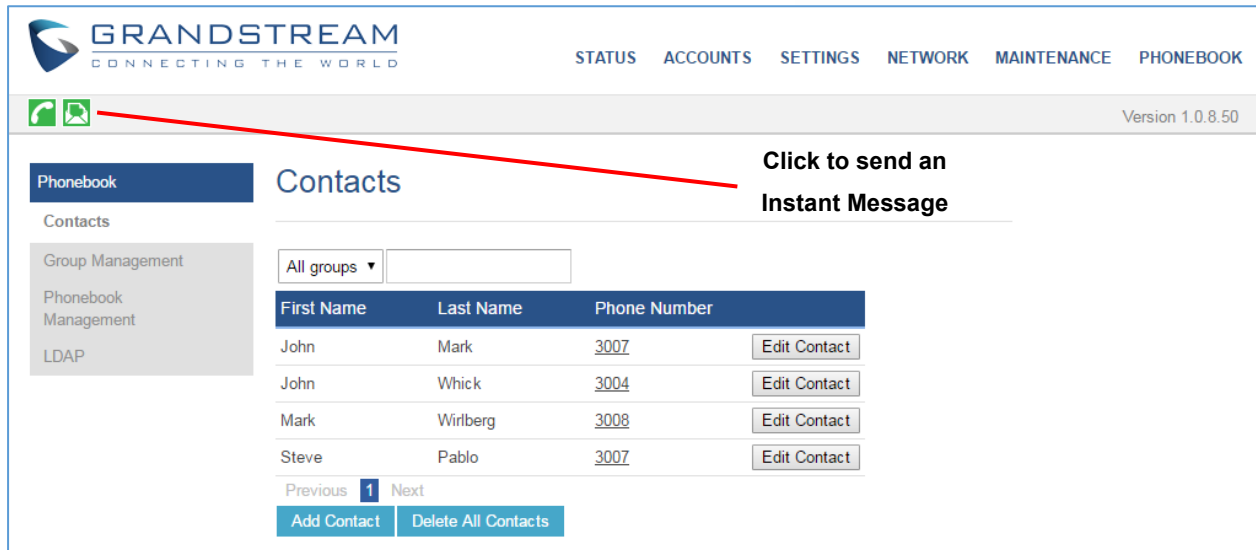 GRANDSTREAM
CONNECTING THE WORLD
STATUS ACCOUNTS SETTINGS NETWORK MAINTENANCE PHONEBOOK
Version 1.0.8.50
Click to send an
Instant Message
Phonebook
Contacts
Group Management
Phonebook
Management
LDAP
Contacts
All groups
First Name Last Name Phone Number
John Mark 3007 Edit Contact
John Whick 3004 Edit Contact
Mark Wirlberg 3008 Edit Contact
Steve Pablo 3007 Edit Contact
Previous 1 Next
Add Contact Delete All Contacts